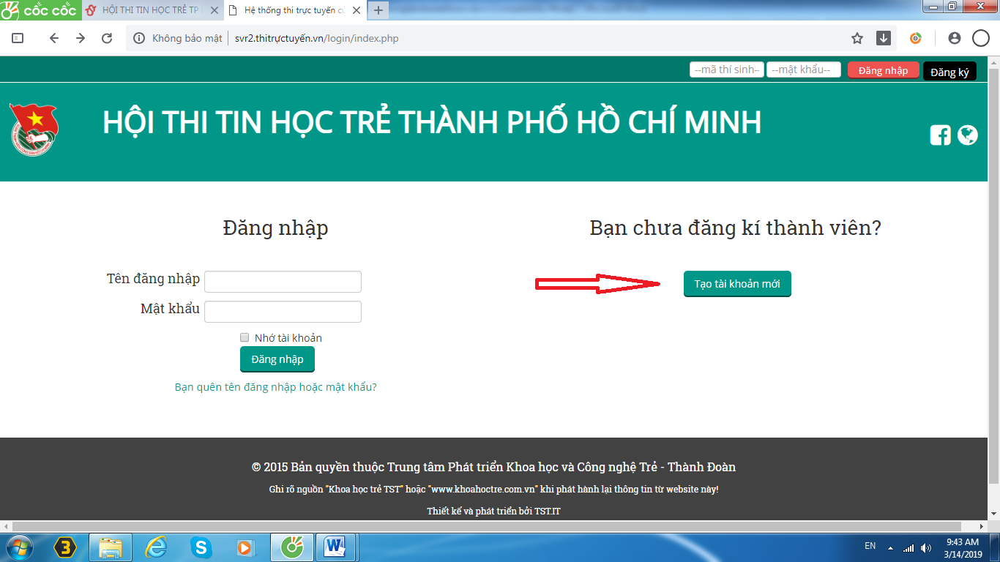 cốc cốc
HỘI THI TIN HỌC TRẺ TP
Hệ thống thi trực tuyến củ
Không bảo mật
svr2.thitrựctuyến.vn/login/index.php
--mã thí sinh--
--mật khẩu--
Đăng nhập
Đăng ký
HỘI THI TIN HỌC TRẺ THÀNH PHỐ HỒ CHÍ MINH
Đăng nhập
Tên đăng nhập
Mật khẩu
Nhớ tài khoản
Đăng nhập
Bạn quên tên đăng nhập hoặc mật khẩu?
Bạn chưa đăng kí thành viên?
Tạo tài khoản mới
© 2015 Bản quyền thuộc Trung tâm Phát triển Khoa học và Công nghệ Trẻ - Thành Đoàn
Ghi rõ nguồn "Khoa học trẻ TST" hoặc "www.khoahoctre.com.vn" khi phát hành lại thông tin từ website này!
Thiết kế và phát triển bởi TST.IT
EN
9:43 AM
3/14/2019